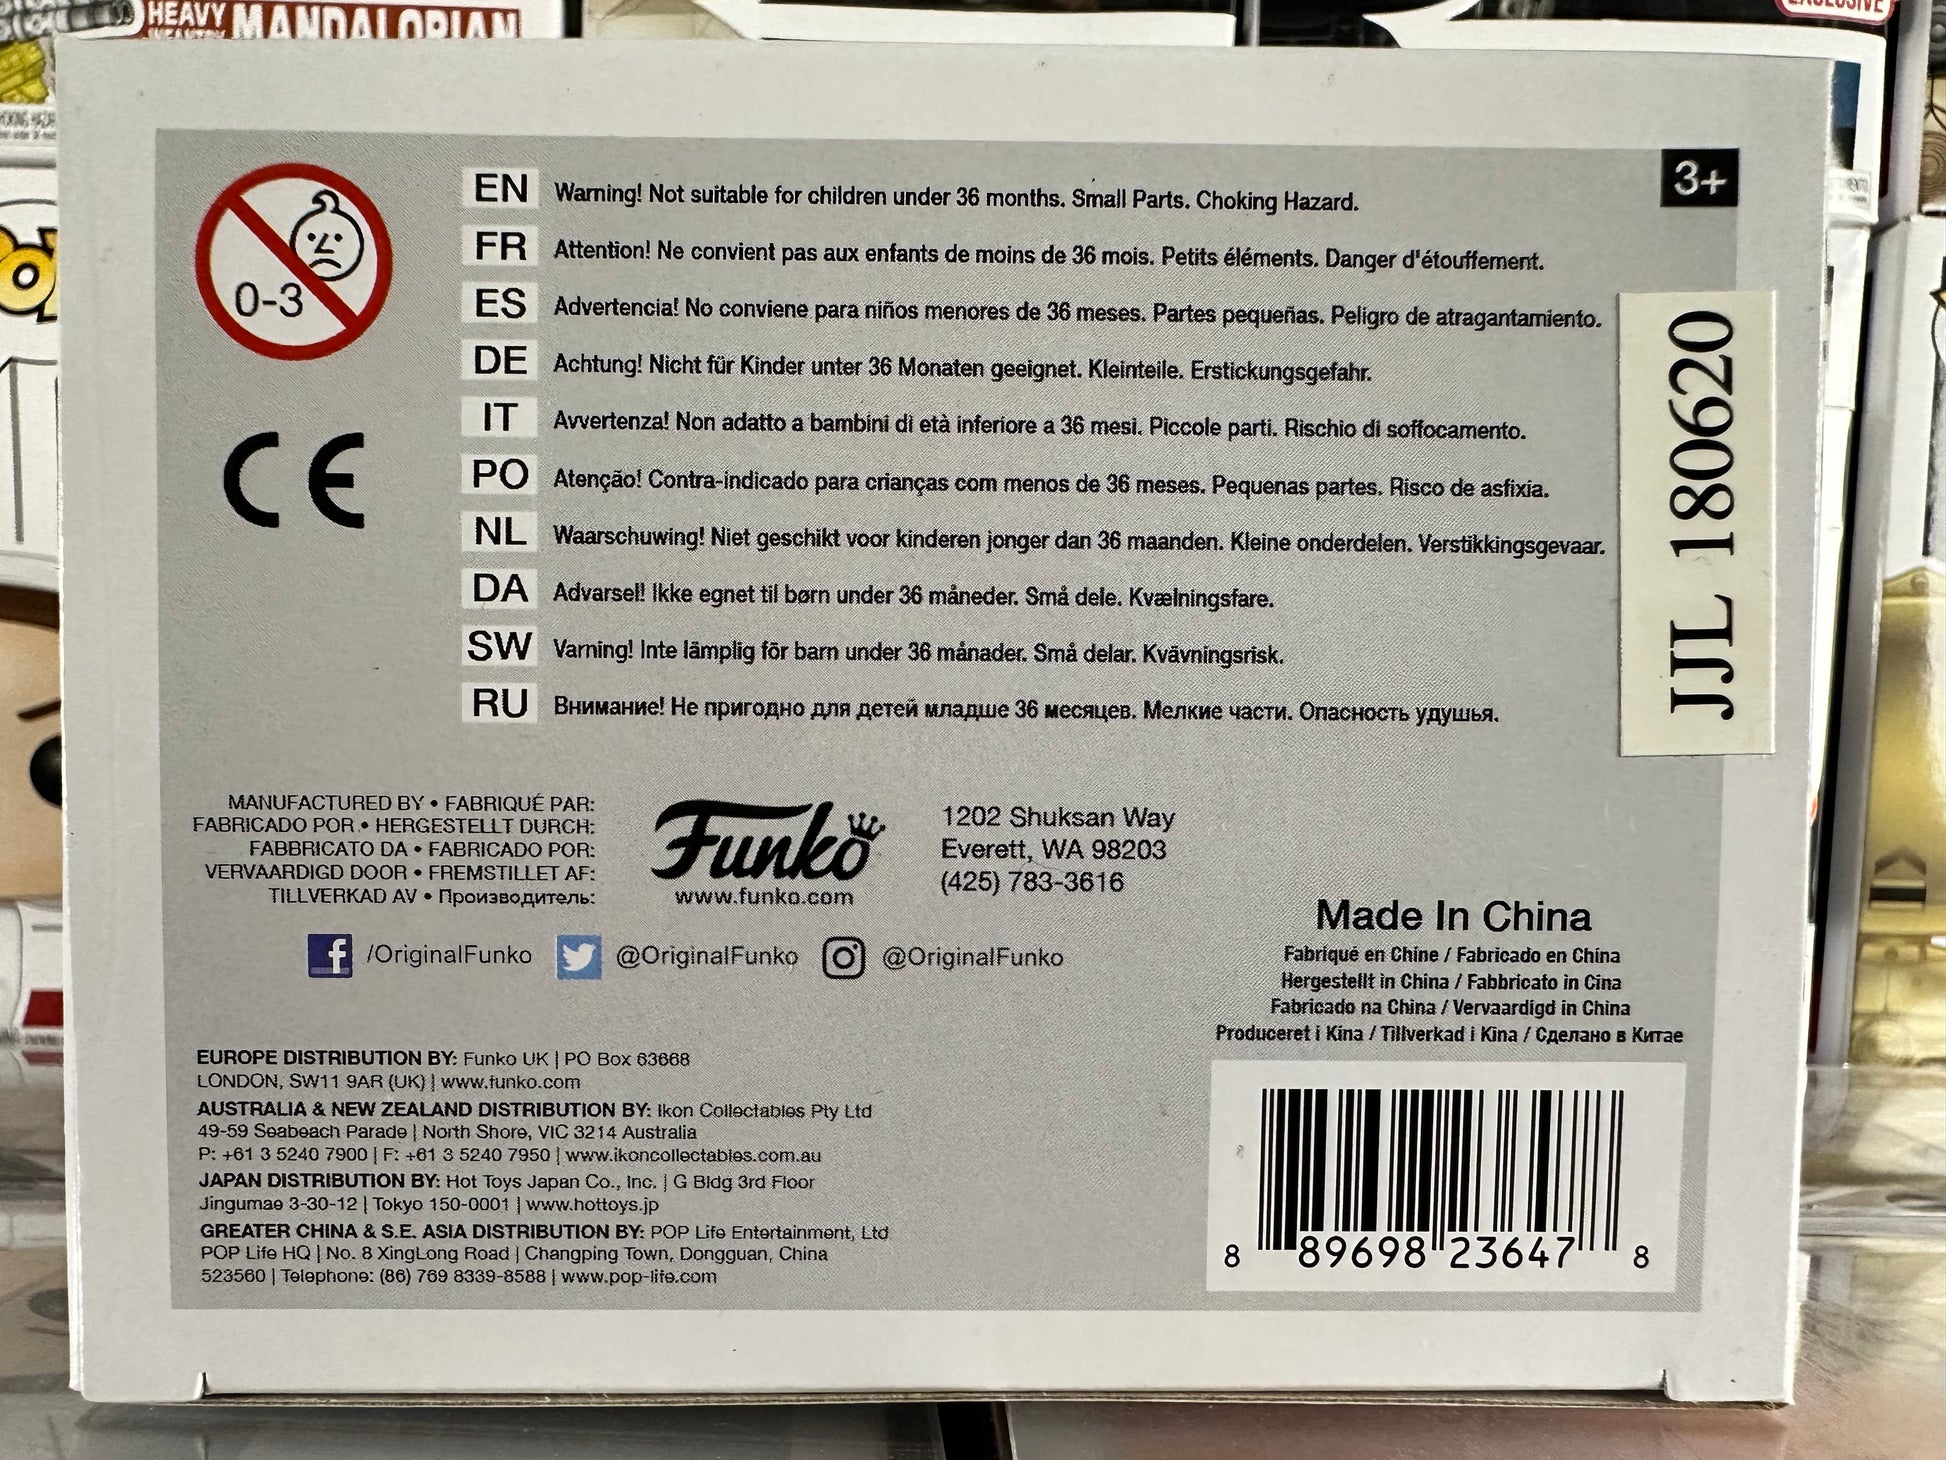 HEAVY
MANDALORIAN
EXCLUSIVE
3+
0-3
CE
EN Warning! Not suitable for children under 36 months. Small Parts. Choking Hazard.
FR Attention! Ne convient pas aux enfants de moins de 36 mois. Petits éléments. Danger d'étouffement.
ES Advertencia! No conviene para niños menores de 36 meses. Partes pequeñas. Peligro de atragantamiento.
DE Achtung! Nicht für Kinder unter 36 Monaten geeignet. Kleinteile. Erstickungsgefahr.
IT Avvertenza! Non adatto a bambini di età inferiore a 36 mesi. Piccole parti. Rischio di soffocamento.
PO Atenção! Contra-indicado para crianças com menos de 36 meses. Pequenas partes. Risco de asfixia.
NL Waarschuwing! Niet geschikt voor kinderen jonger dan 36 maanden. Kleine onderdelen. Verstikkingsgevaar.
DA Advarsel! Ikke egnet til børn under 36 måneder. Små dele. Kvælningsfare.
SW Varning! Inte lämplig för barn under 36 månader. Små delar. Kvävningsrisk.
RU Внимание! Не пригодно для детей младше 36 месяцев. Мелкие части. Опасность удушья.
JJL 180620
MANUFACTURED BY • FABRIQUÉ PAR:
FABRICADO POR • HERGESTELLT DURCH:
FABBRICATO DA • FABRICADO POR:
VERVAARDIGD DOOR • FREMSTILLET AF:
TILLVERKAD AV • Производитель:
Funko
www.funko.com
1202 Shuksan Way
Everett, WA 98203
(425) 783-3616
/OriginalFunko @OriginalFunko @OriginalFunko
Made In China
Fabriqué en Chine / Fabricado en China
Hergestellt in China / Fabbricato in Cina
Fabricado na China / Vervaardigd in China
Produceret i Kina / Tillverkad i Kina / Сделано в Китае
EUROPE DISTRIBUTION BY: Funko UK | PO Box 63668
LONDON, SW11 9AR (UK) | www.funko.com
AUSTRALIA & NEW ZEALAND DISTRIBUTION BY: Ikon Collectables Pty Ltd
49-59 Seabeach Parade | North Shore, VIC 3214 Australia
P: +61 3 5240 7900 | F: +61 3 5240 7950 | www.ikoncollectables.com.au
JAPAN DISTRIBUTION BY: Hot Toys Japan Co., Inc. | G Bldg 3rd Floor
Jingumae 3-30-12 | Tokyo 150-0001 | www.hottoys.jp
GREATER CHINA & S.E. ASIA DISTRIBUTION BY: POP Life Entertainment, Ltd
POP Life HQ | No. 8 XingLong Road | Changping Town, Dongguan, China
523560 | Telephone: (86) 769 8339-8588 | www.pop-life.com
8 89698 23647 8